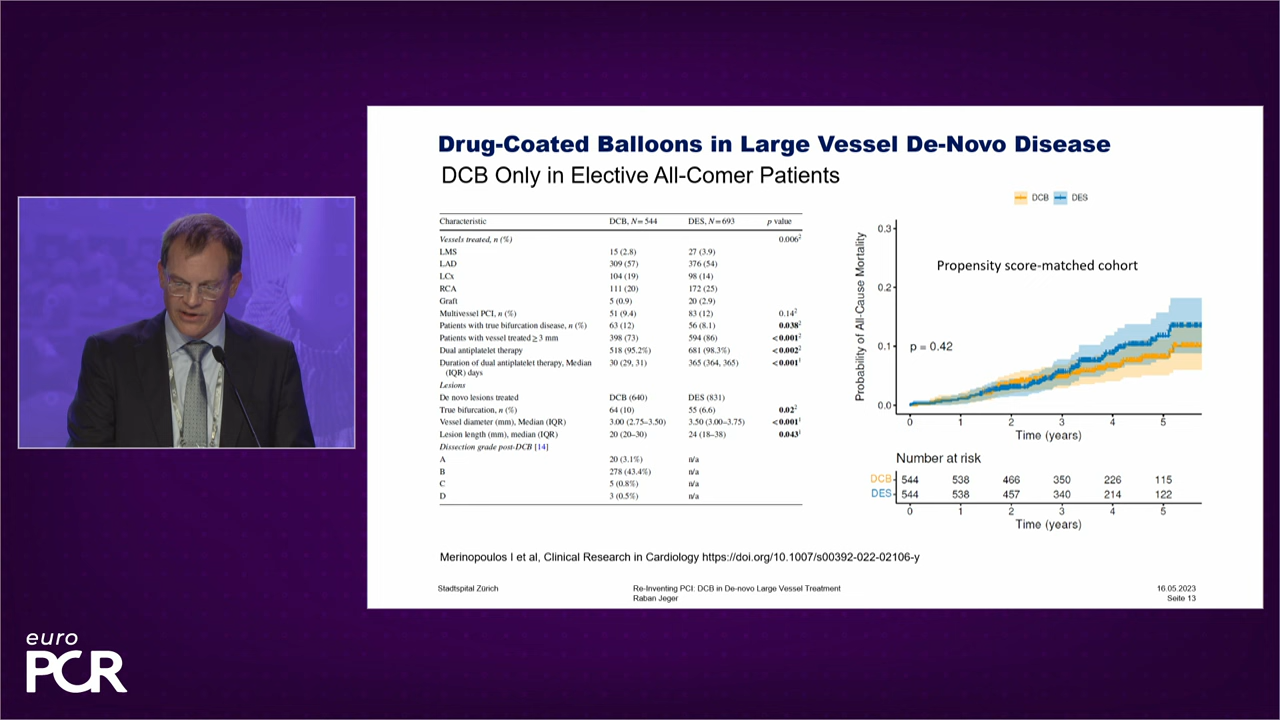 Drug-Coated Balloons in Large Vessel De-Novo Disease
DCB Only in Elective All-Comer Patients
Characteristic DCB, N=544 DES, N=693 p value
Vessels treated, n (%) 0.006²
LMS 15 (2.8) 27 (3.9)
LAD 309 (57) 376 (54)
LCx 104 (19) 98 (14)
RCA 111 (20) 172 (25)
Graft 5 (0.9) 20 (2.9)
Multivessel PCI, n (%) 51 (9.4) 83 (12) 0.14²
Patients with true bifurcation disease, n (%) 63 (12) 56 (8.1) 0.038²
Patients with vessel treated ≥ 3 mm 398 (73) 594 (86) <0.001²
Dual antiplatelet therapy 518 (95.2%) 681 (98.3%) <0.002²
Duration of dual antiplatelet therapy, Median 30 (29, 31) 365 (364, 365) <0.001¹
(IQR) days
Lesions
De novo lesions treated DCB (640) DES (831)
True bifurcation, n (%) 64 (10) 55 (6.6) 0.02²
Vessel diameter (mm), Median (IQR) 3.00 (2.75–3.50) 3.50 (3.00–3.75) <0.001¹
Lesion length (mm), median (IQR) 20 (20–30) 24 (18–38) 0.043¹
Dissection grade post-DCB [14]
A 20 (3.1%) n/a
B 278 (43.4%) n/a
C 5 (0.8%) n/a
D 3 (0.5%) n/a
DCB DES
Probability of All-Cause Mortality
0.3
0.2
0.1
0.0
Propensity score-matched cohort
p = 0.42
0 1 2 3 4 5
Time (years)
Number at risk
DCB 544 538 466 350 226 115
DES 544 538 457 340 214 122
0 1 2 3 4 5
Time (years)
Merinopoulos I et al, Clinical Research in Cardiology https://doi.org/10.1007/s00392-022-02106-y
Stadtspital Zürich
Re-Inventing PCI: DCB in De-novo Large Vessel Treatment
Raban Jeger
16.05.2023
Seite 13
euro
PCR